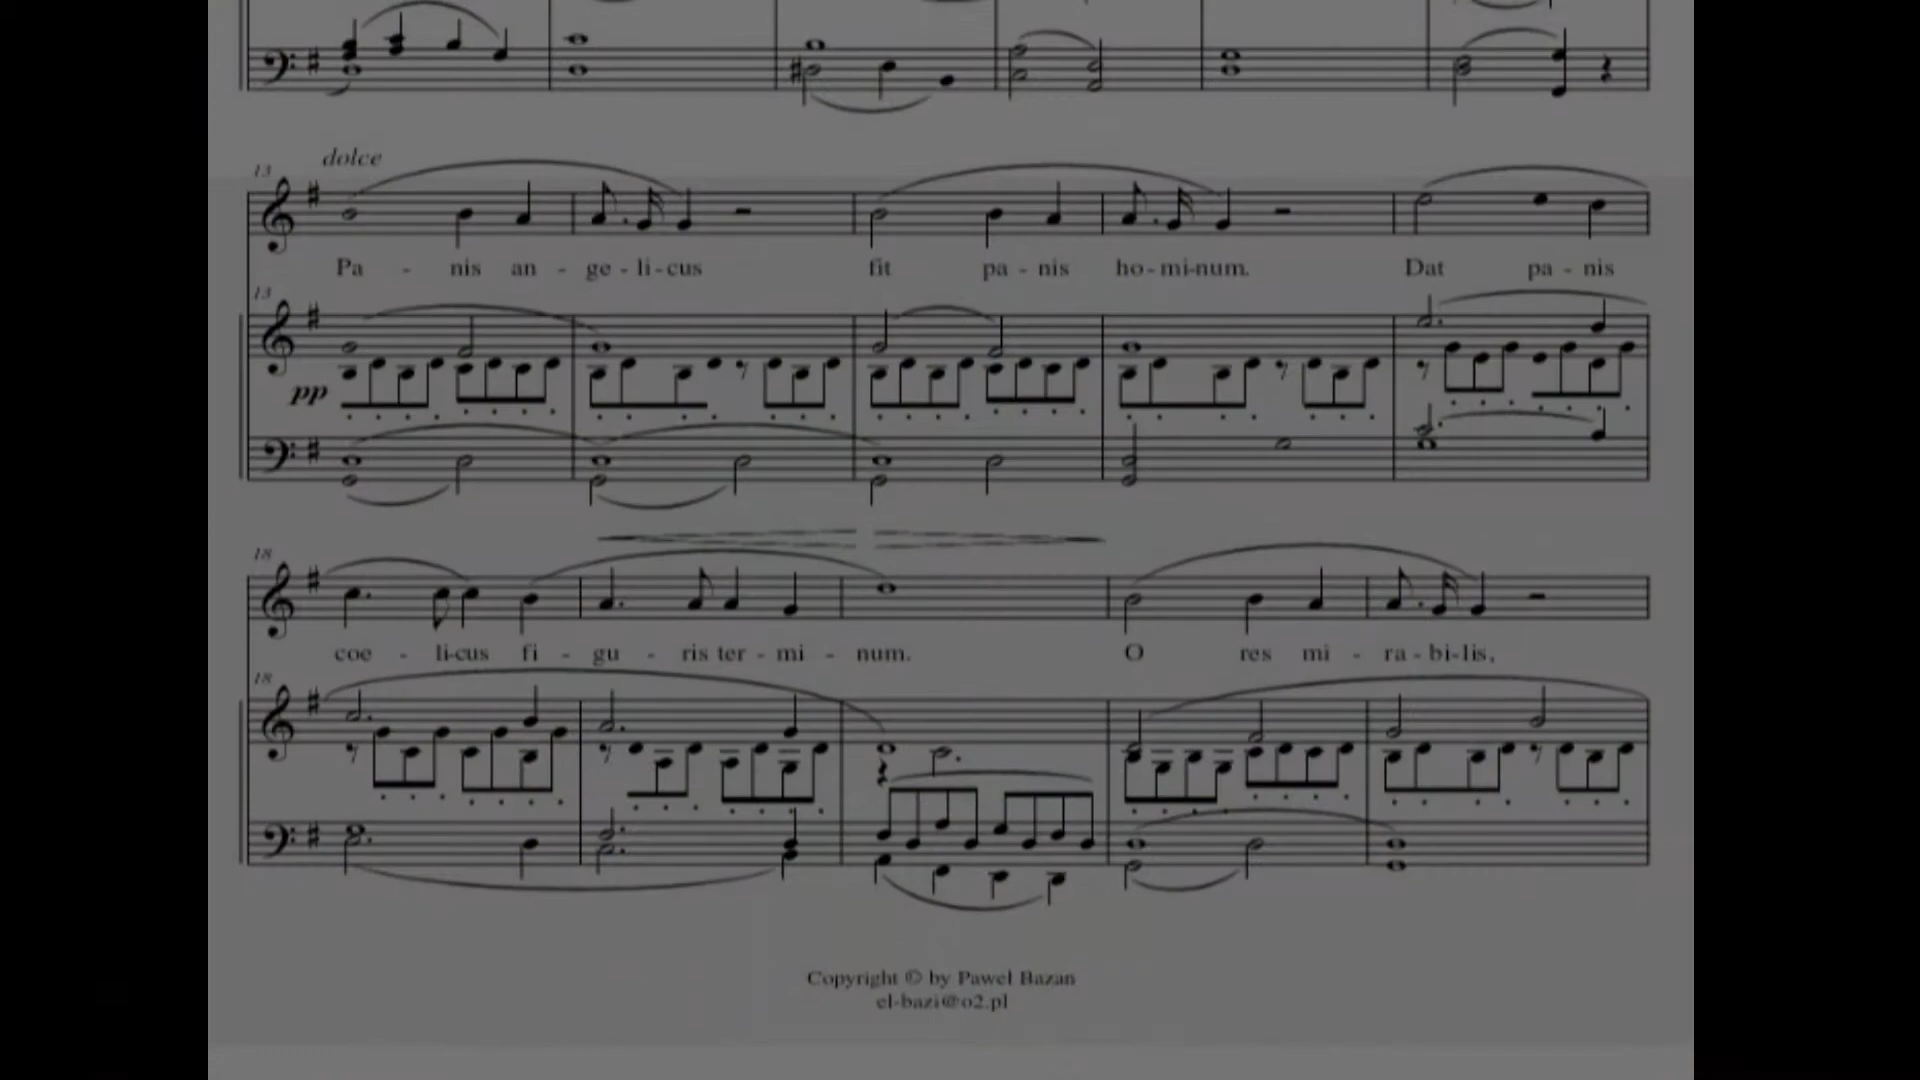 dolce
13
Pa - nis an - ge - li - cus fit pa - nis ho - mi - num. Dat pa - nis
13
pp
18
coe - li - cus fi - gu - ris ter - mi - num. O res mi - ra - bi - lis,
18
Copyright © by Pawel Bazan
el-bazi@o2.pl